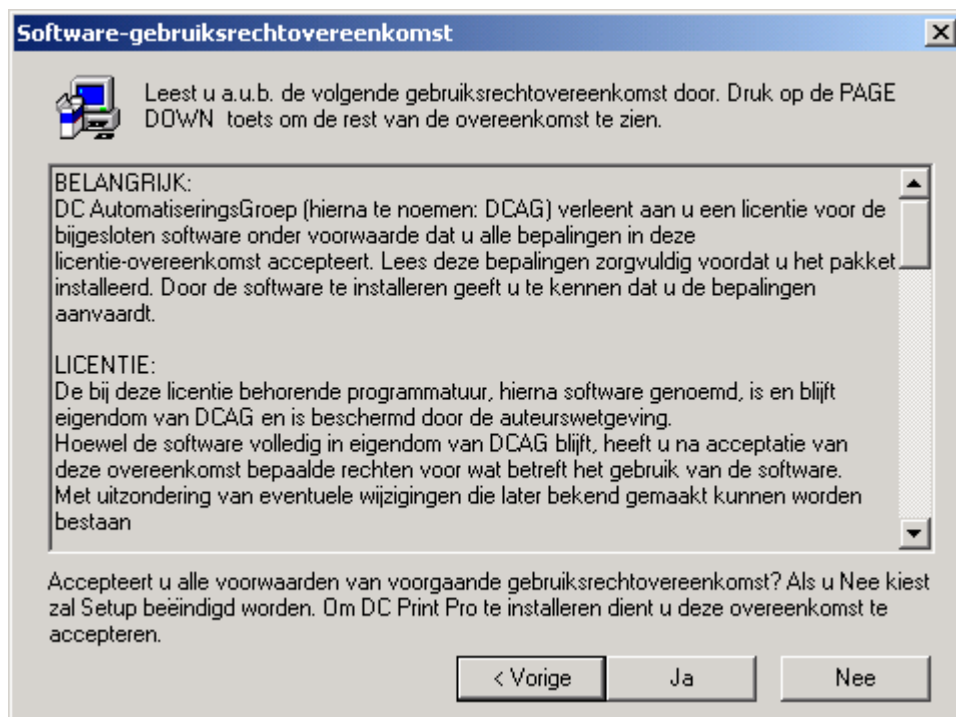 Software-gebruiksrechtovereenkomst
Leest u a.u.b. de volgende gebruiksrechtovereenkomst door. Druk op de PAGE
DOWN toets om de rest van de overeenkomst te zien.
BELANGRIJK:
DC AutomatiseringsGroep (hierna te noemen: DCAG) verleent aan u een licentie voor de
bijgesloten software onder voorwaarde dat u alle bepalingen in deze
licentie-overeenkomst accepteert. Lees deze bepalingen zorgvuldig voordat u het pakket
installeerd. Door de software te installeren geeft u te kennen dat u de bepalingen
aanvaardt.
LICENTIE:
De bij deze licentie behorende programmatuur, hierna software genoemd, is en blijft
eigendom van DCAG en is beschermd door de auteurswetgeving.
Hoewel de software volledig in eigendom van DCAG blijft, heeft u na acceptatie van
deze overeenkomst bepaalde rechten voor wat betreft het gebruik van de software.
Met uitzondering van eventuele wijzigingen die later bekend gemaakt kunnen worden
bestaan
Accepteert u alle voorwaarden van voorgaande gebruiksrechtovereenkomst? Als u Nee kiest
zal Setup beëindigd worden. Om DC Print Pro te installeren dient u deze overeenkomst te
accepteren.
< Vorige
Ja
Nee